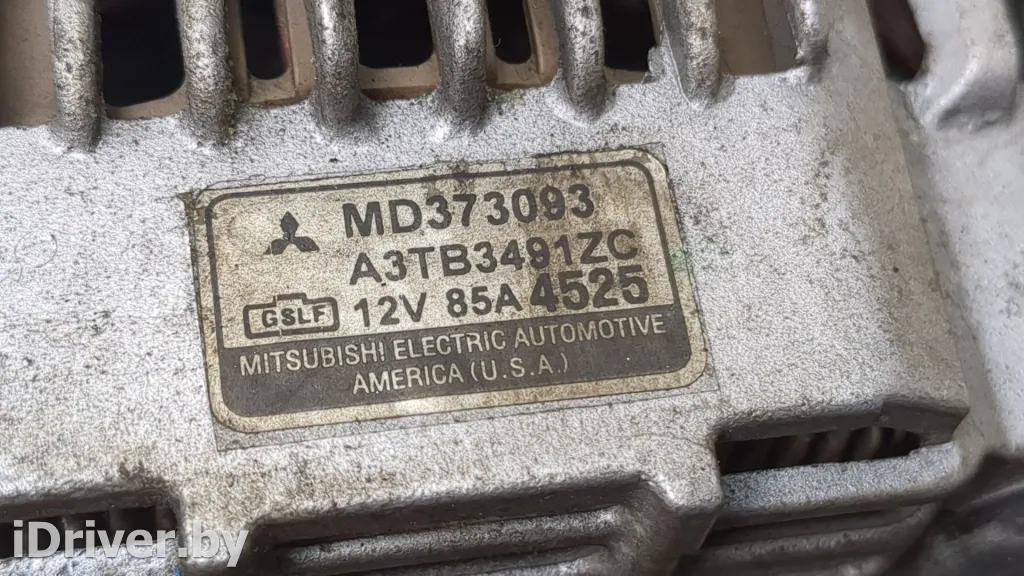 MD373093
A3TB3491ZC
GSLF 12V 85A 4525
MITSUBISHI ELECTRIC AUTOMOTIVE
AMERICA (U.S.A.)
iDriver.by